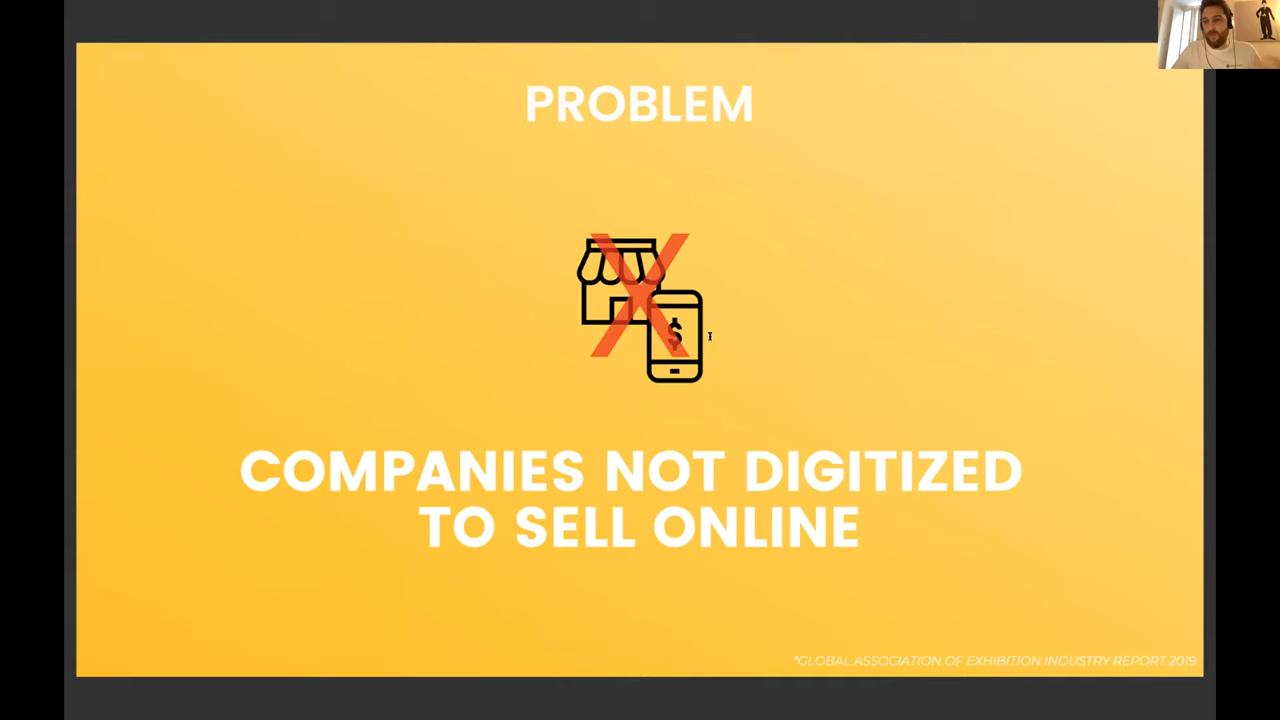 PROBLEM
$
COMPANIES NOT DIGITIZED
TO SELL ONLINE
*GLOBAL ASSOCIATION OF EXHIBITION INDUSTRY REPORT 2019